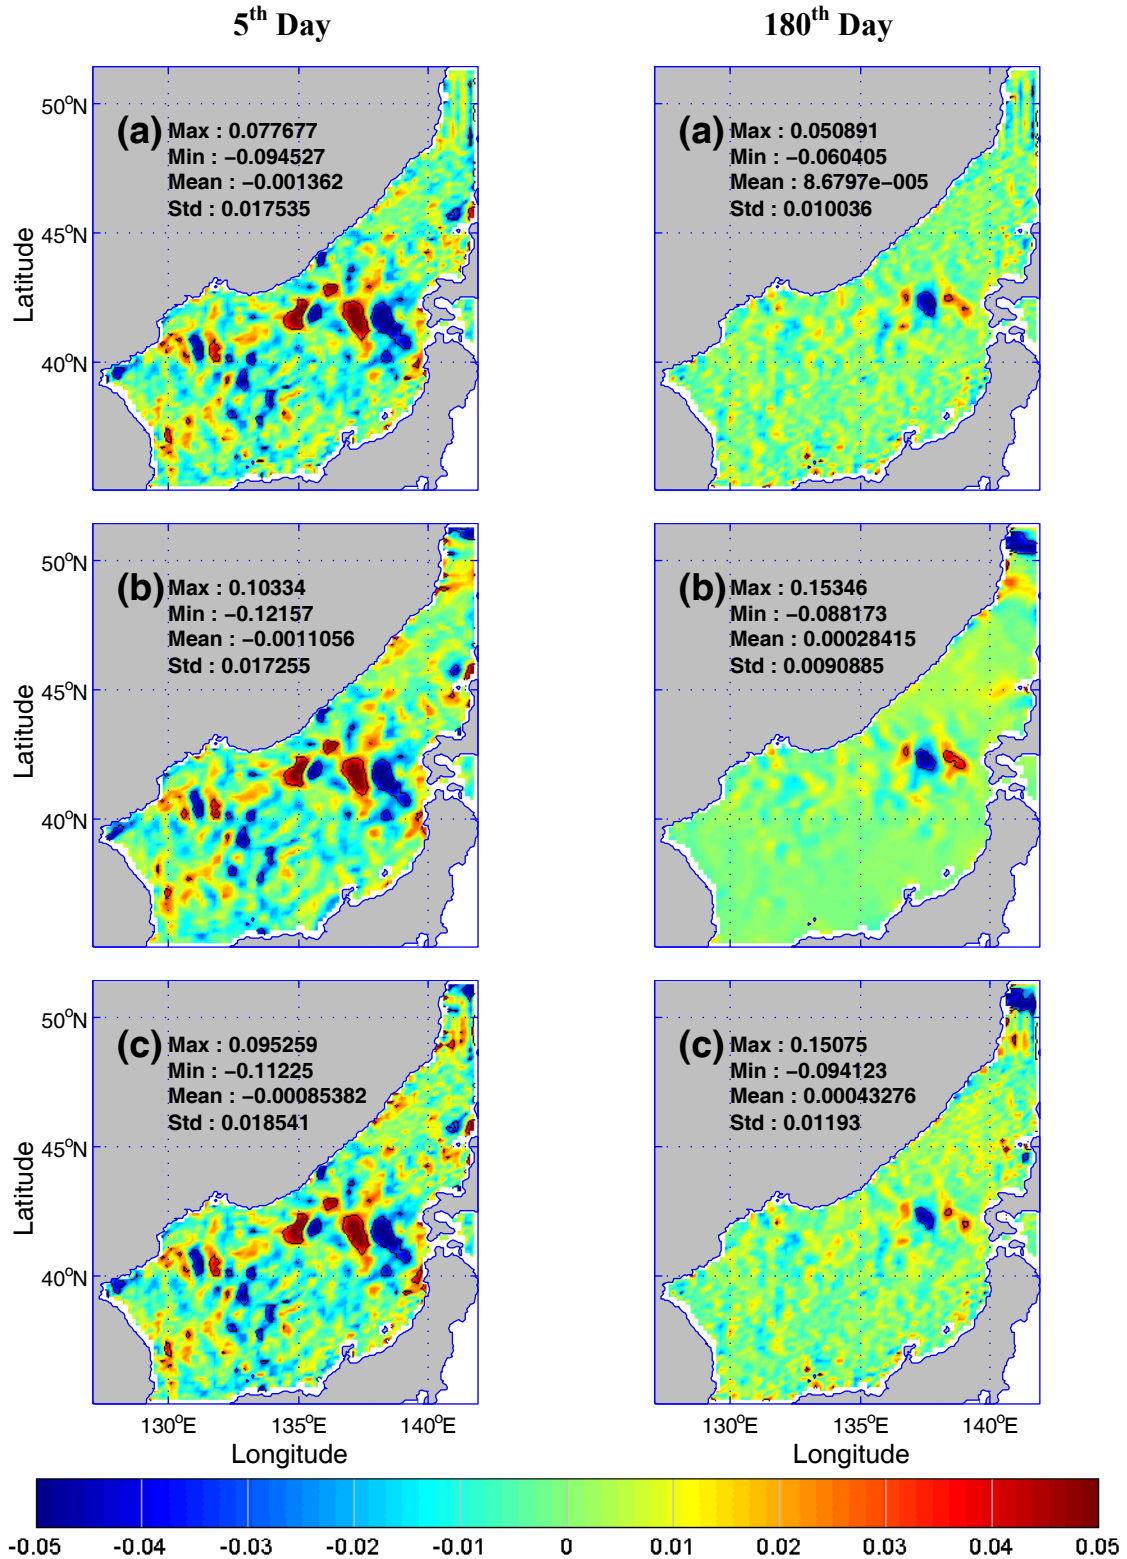 5th Day
180th Day
50°N
45°N
40°N
Latitude
(a)
Max : 0.077677
Min : −0.094527
Mean : −0.001362
Std : 0.017535
(a)
Max : 0.050891
Min : −0.060405
Mean : 8.6797e−005
Std : 0.010036
50°N
45°N
40°N
Latitude
(b)
Max : 0.10334
Min : −0.12157
Mean : −0.0011056
Std : 0.017255
(b)
Max : 0.15346
Min : −0.088173
Mean : 0.00028415
Std : 0.0090885
50°N
45°N
40°N
Latitude
(c)
Max : 0.095259
Min : −0.11225
Mean : −0.00085382
Std : 0.018541
(c)
Max : 0.15075
Min : −0.094123
Mean : 0.00043276
Std : 0.01193
130°E 135°E 140°E
Longitude
130°E 135°E 140°E
Longitude
-0.05 -0.04 -0.03 -0.02 -0.01 0 0.01 0.02 0.03 0.04 0.05